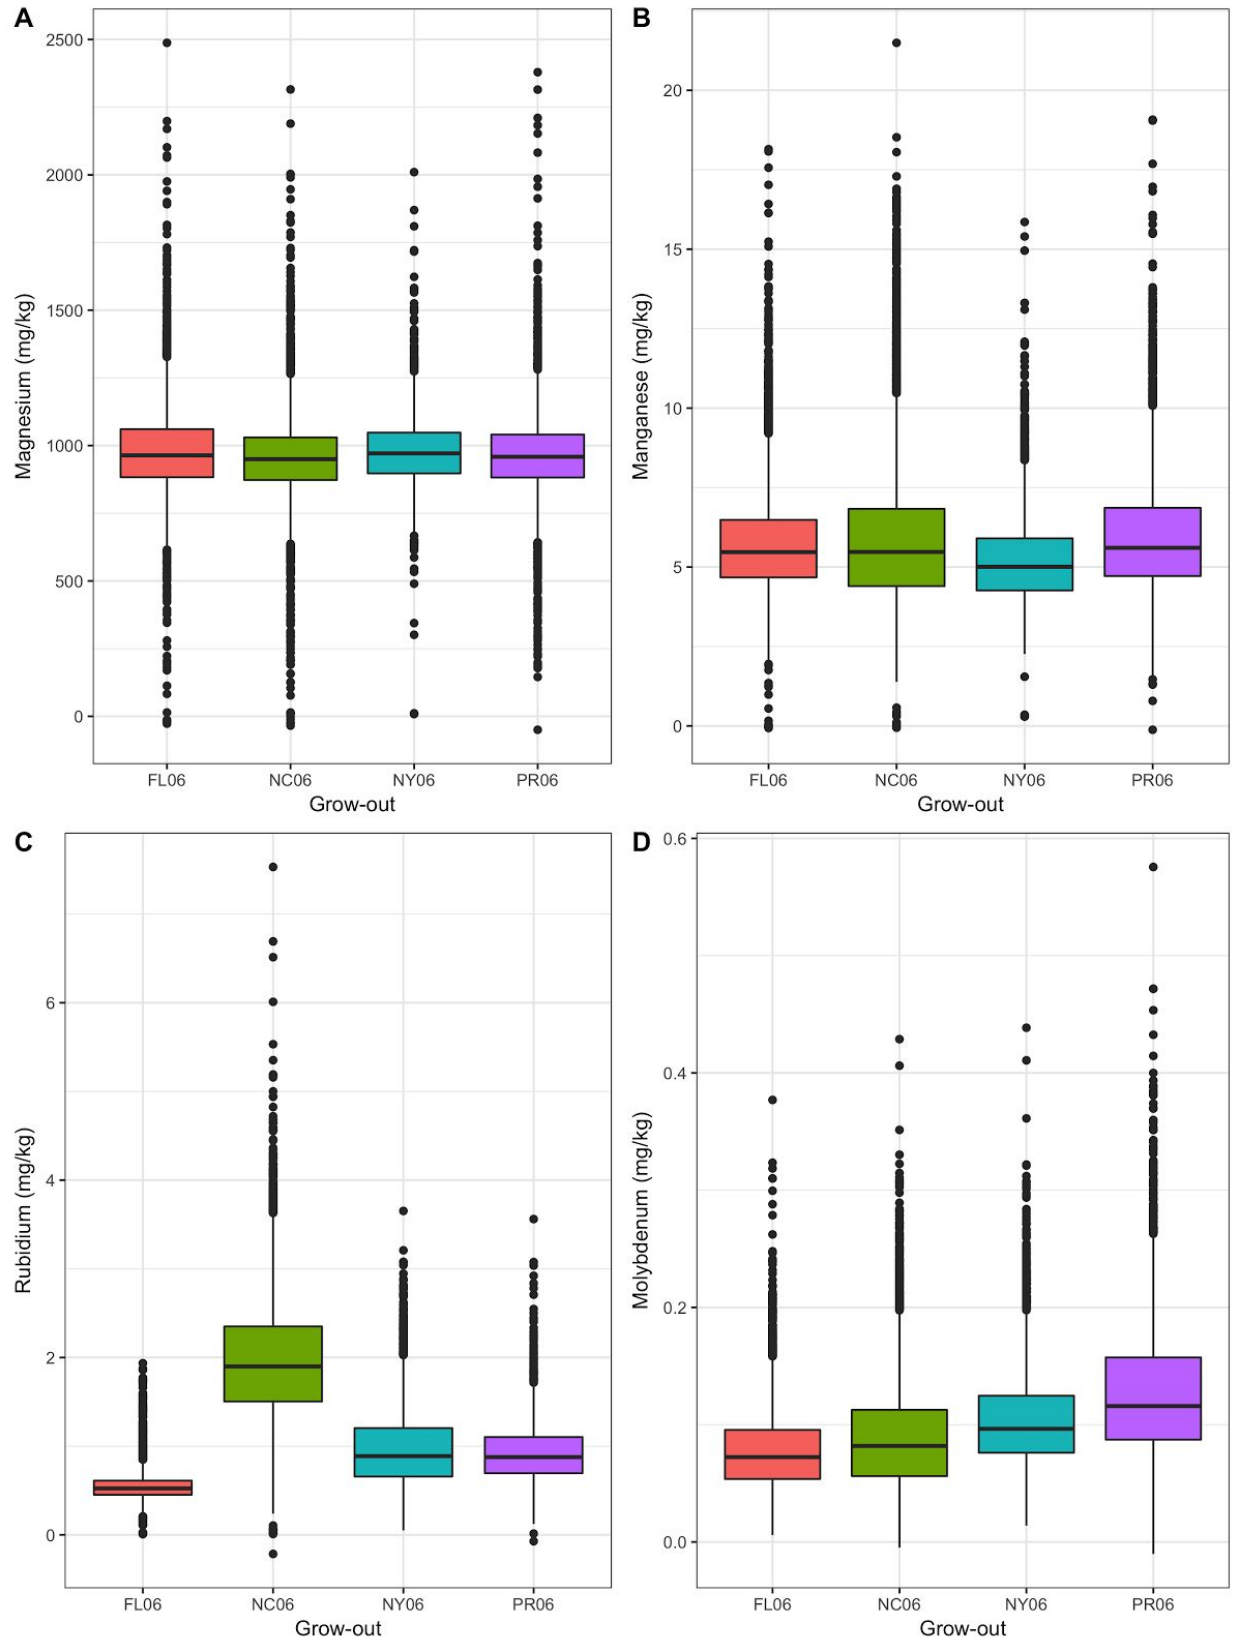 A
Magnesium (mg/kg)
2500
2000
1500
1000
500
0
FL06 NC06 NY06 PR06
Grow-out
B
Manganese (mg/kg)
20
15
10
5
0
FL06 NC06 NY06 PR06
Grow-out
C
Rubidium (mg/kg)
6
4
2
0
FL06 NC06 NY06 PR06
Grow-out
D
Molybdenum (mg/kg)
0.6
0.4
0.2
0.0
FL06 NC06 NY06 PR06
Grow-out